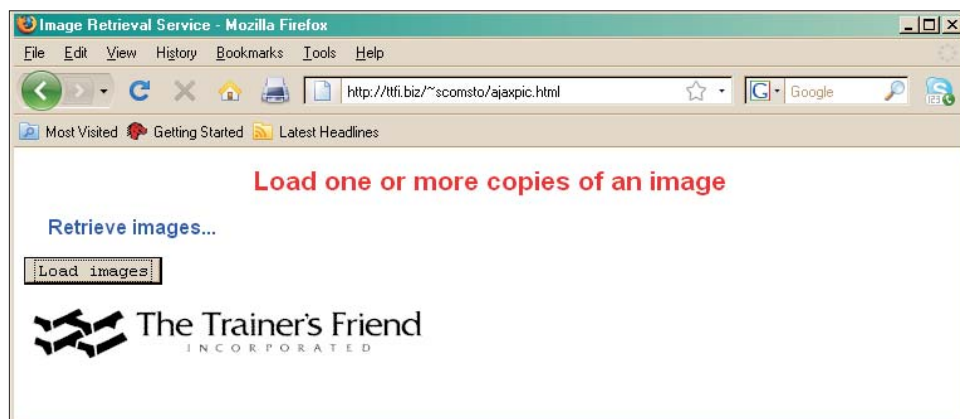 Image Retrieval Service - Mozilla Firefox
File Edit View History Bookmarks Tools Help
http://ttfi.biz/~scomsto/ajaxpic.html
G Google
123
Most Visited Getting Started Latest Headlines
Load one or more copies of an image
Retrieve images...
Load images
The Trainer's Friend
INCORPORATED